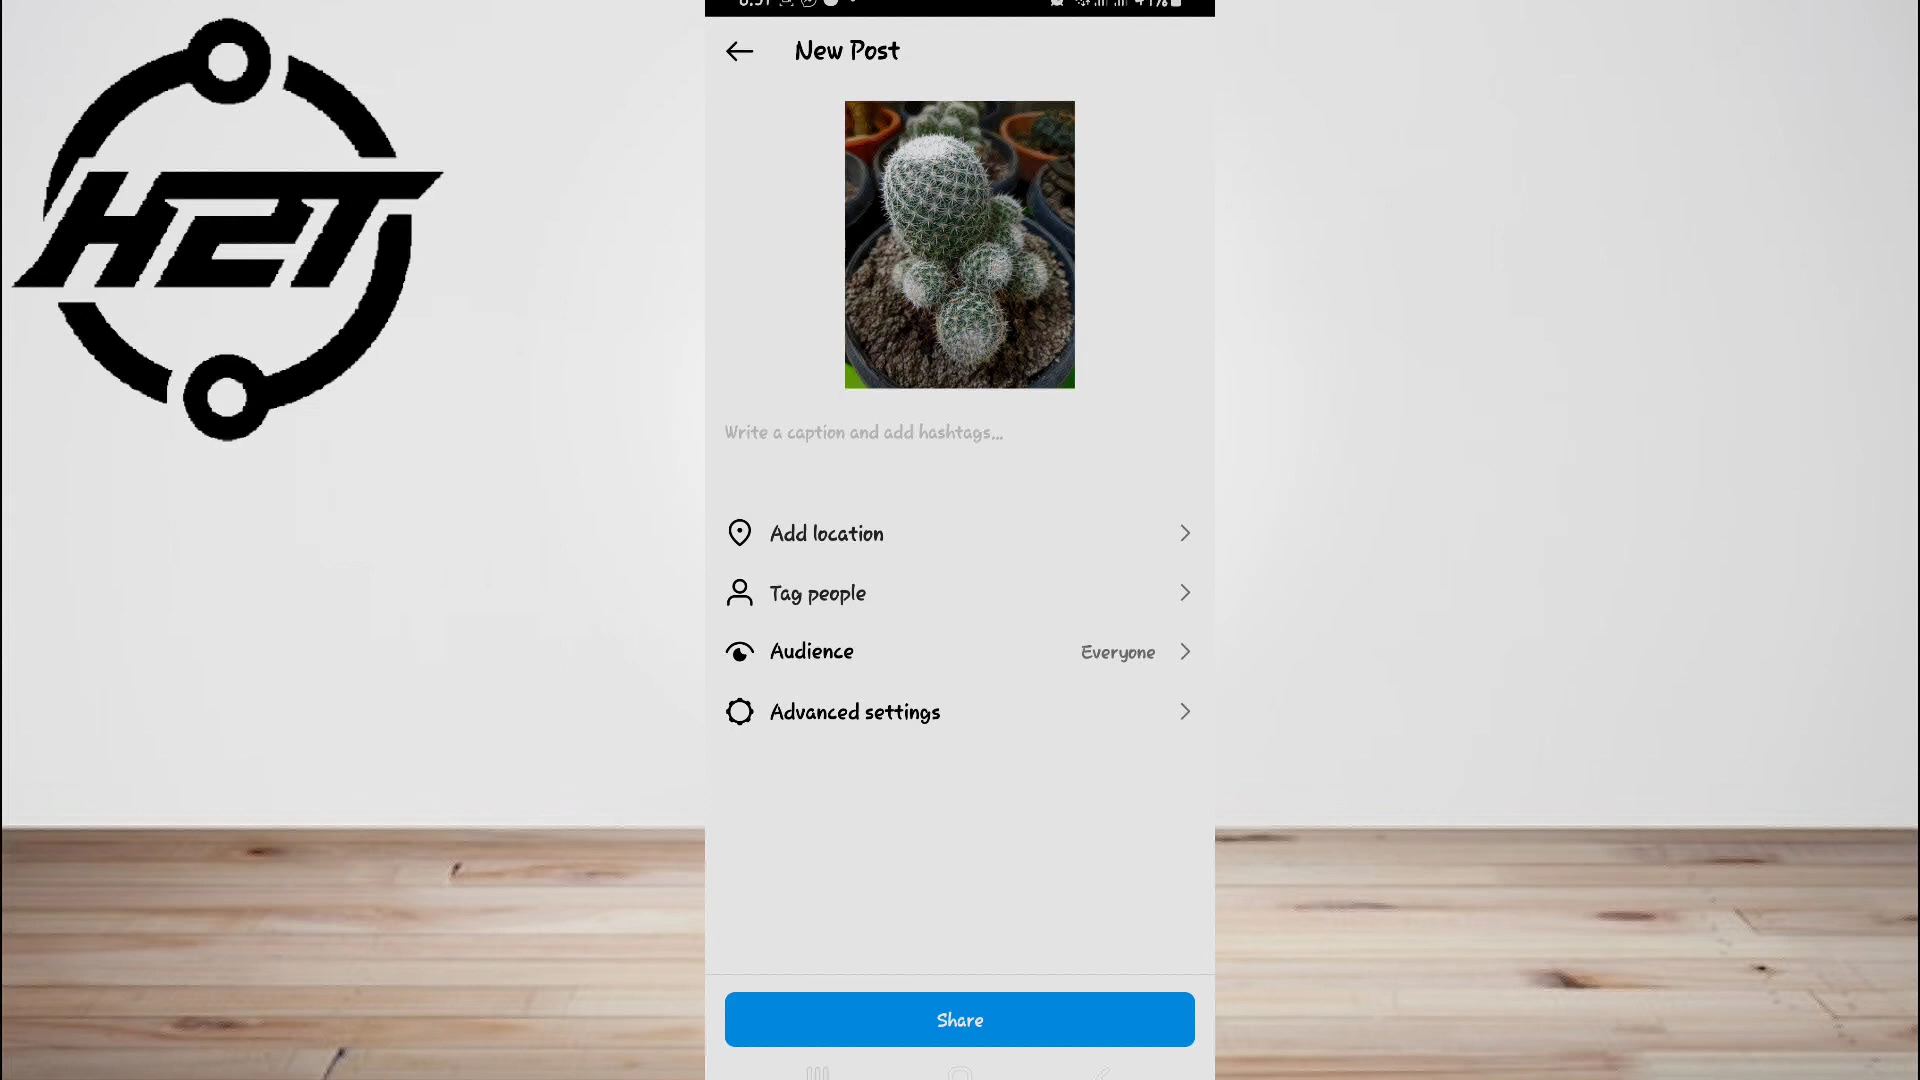 H2T
New Post
Write a caption and add hashtags...
Add location
Tag people
Audience
Everyone
Advanced settings
Share